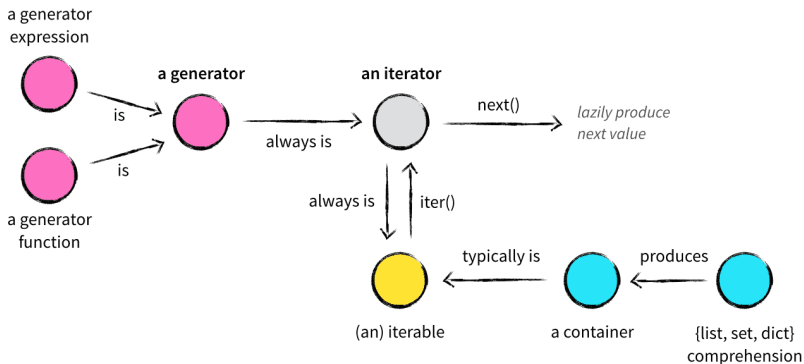 a generator
expression
is
a generator
an iterator
next()
lazily produce
next value
always is
is
a generator
function
always is
iter()
typically is
produces
(an) iterable
a container
{list, set, dict}
comprehension